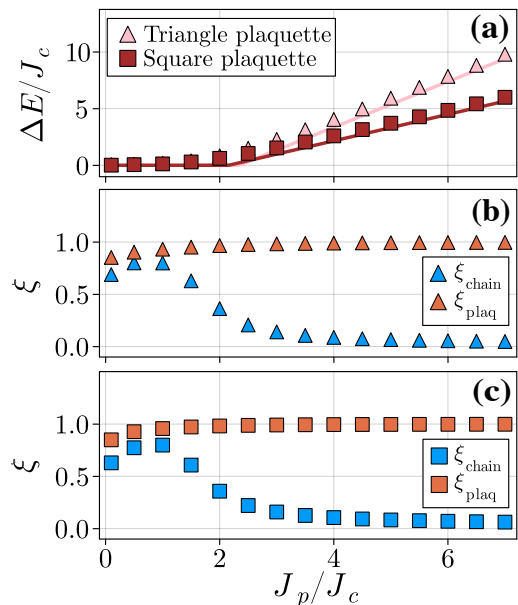 (a)
Triangle plaquette
Square plaquette
ΔE/J_c
10
5
0
(b)
ξ
1.0
0.5
0.0
ξ_chain
ξ_plaq
(c)
ξ
1.0
0.5
0.0
ξ_chain
ξ_plaq
0 2 4 6
J_p/J_c